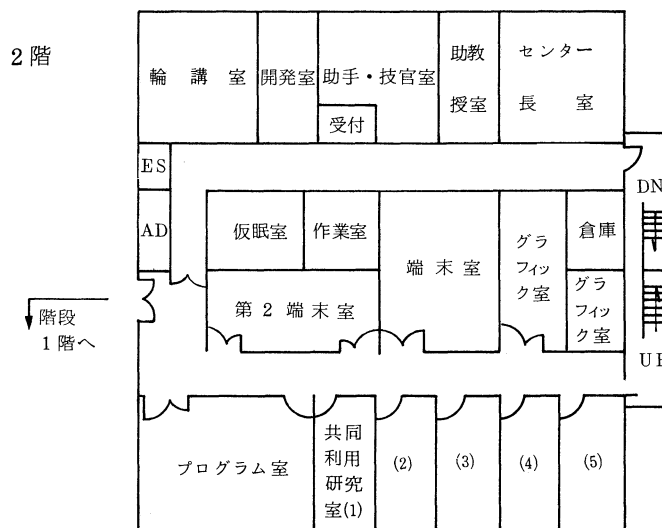 2階
輪講室
開発室
助手・技官室
受付
助教
授室
センター
長室
ES
AD
DN
仮眠室
作業室
端末室
グラ
フィッ
ク室
倉庫
グラ
フィッ
ク室
第2端末室
階段
1階へ
プログラム室
共同
利用
研究
室(1)
(2)
(3)
(4)
(5)